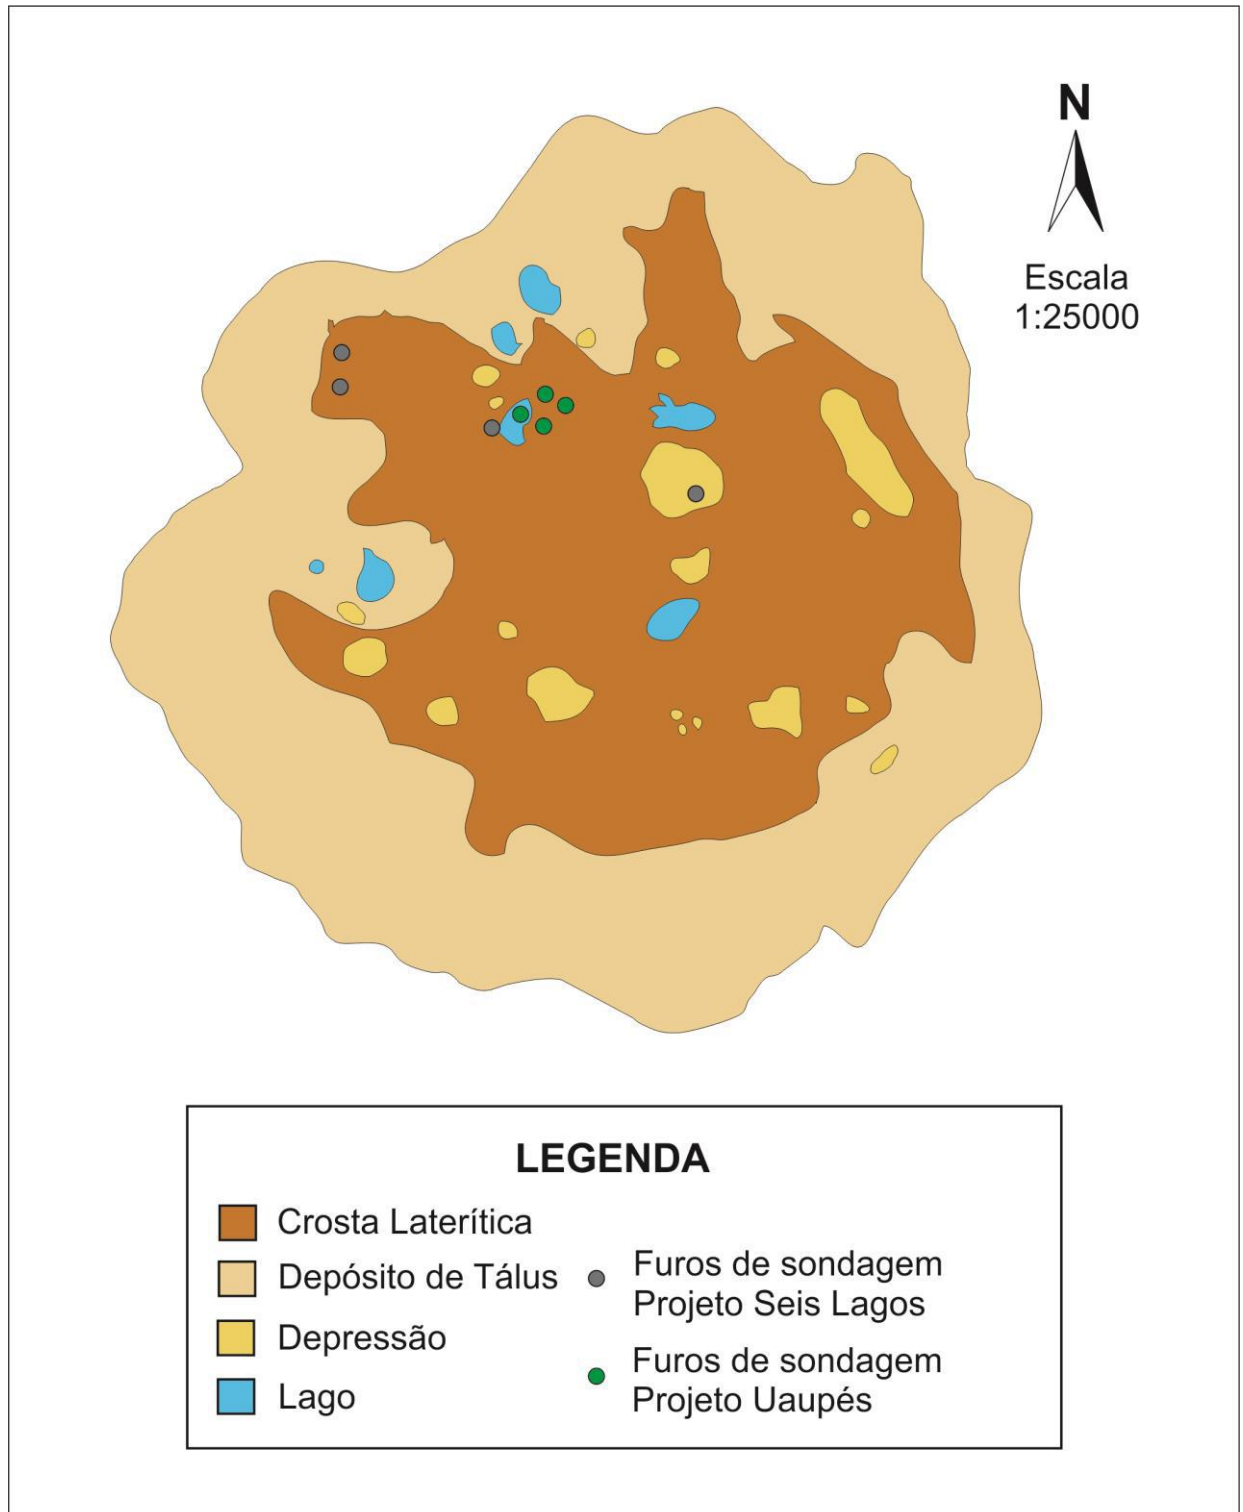 N
Escala
1:25000
LEGENDA
Crosta Laterítica
Depósito de Tálus
Depressão
Lago
Furos de sondagem
Projeto Seis Lagos
Furos de sondagem
Projeto Uaupés